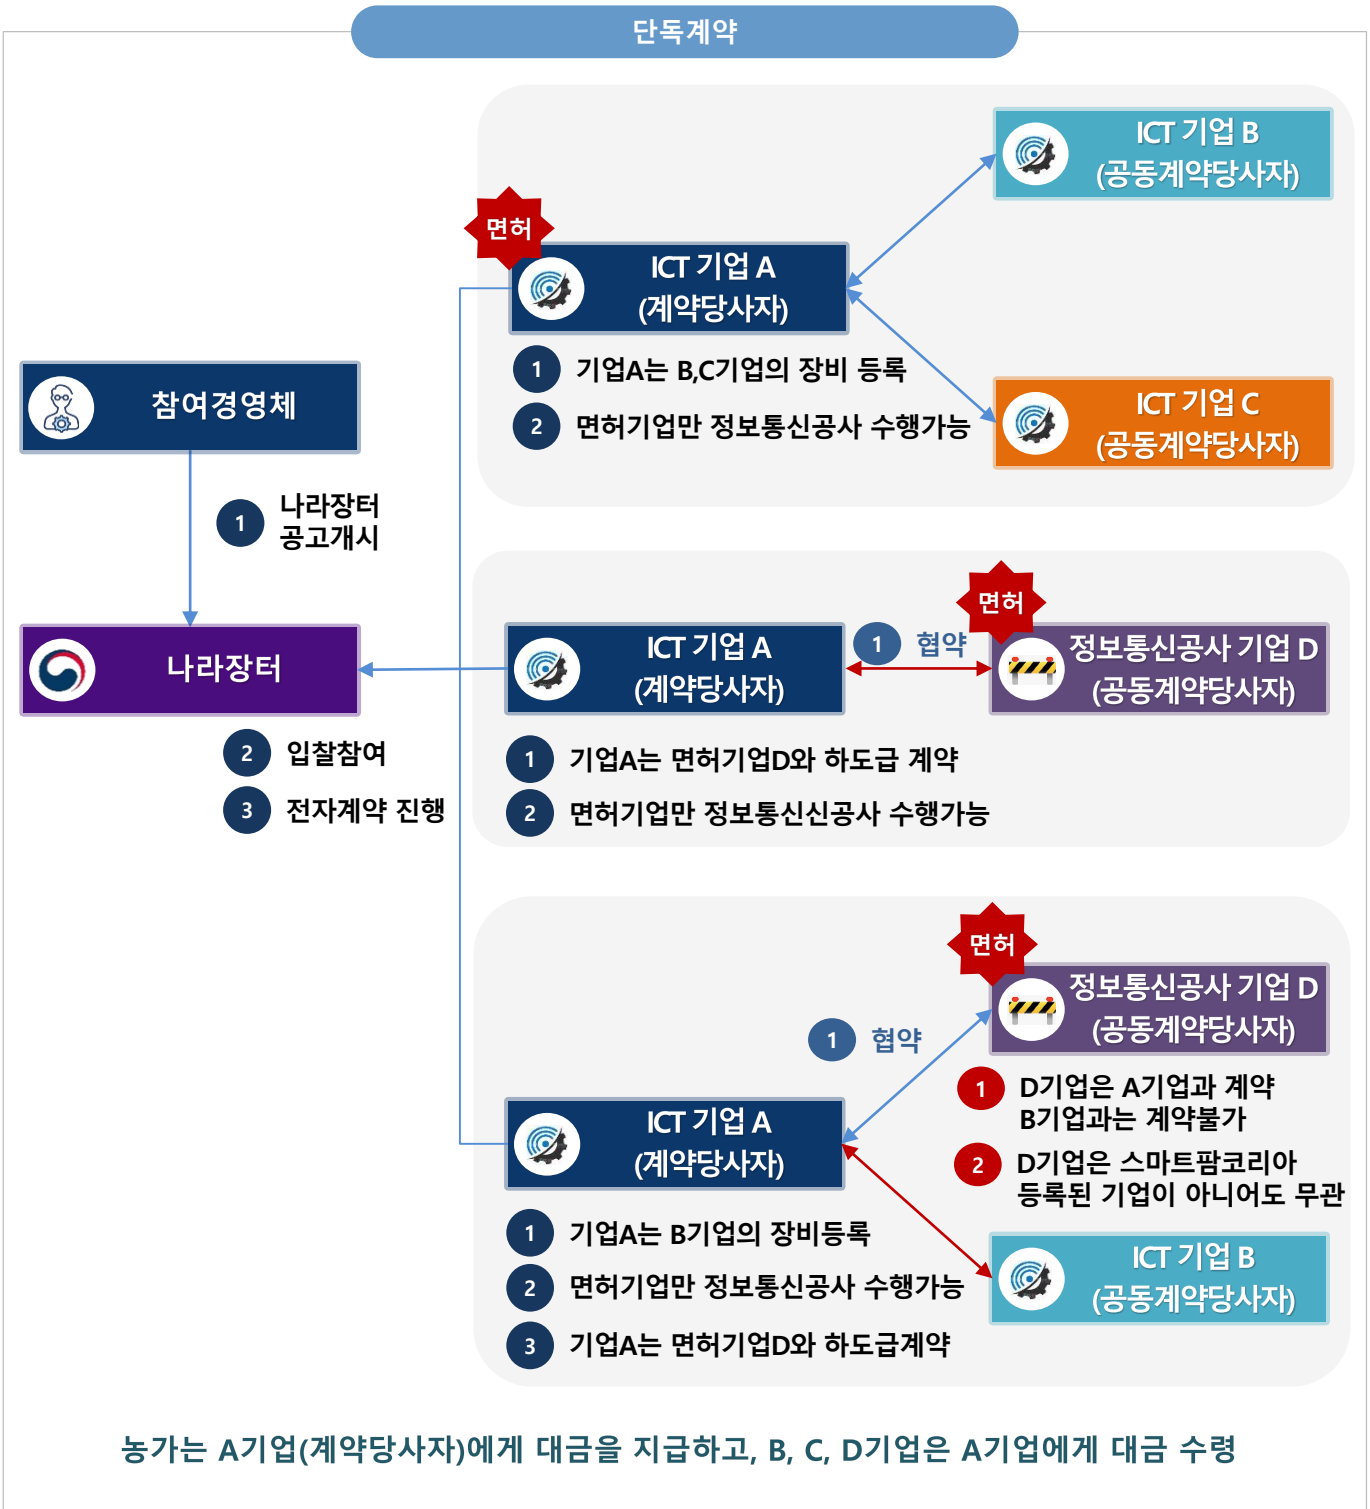 단독계약
ICT 기업 B
(공동계약당사자)
면허
ICT 기업 A
(계약당사자)
1 기업A는 B,C기업의 장비 등록
2 면허기업만 정보통신공사 수행가능
ICT 기업 C
(공동계약당사자)
참여경영체
1 나라장터
공고개시
나라장터
2 입찰참여
3 전자계약 진행
면허
ICT 기업 A
(계약당사자)
1 협약
정보통신공사 기업 D
(공동계약당사자)
1 기업A는 면허기업D와 하도급 계약
2 면허기업만 정보통신신공사 수행가능
면허
정보통신공사 기업 D
(공동계약당사자)
1 협약
1 D기업은 A기업과 계약
B기업과는 계약불가
2 D기업은 스마트팜코리아
등록된 기업이 아니어도 무관
ICT 기업 A
(계약당사자)
1 기업A는 B기업의 장비등록
2 면허기업만 정보통신공사 수행가능
3 기업A는 면허기업D와 하도급계약
ICT 기업 B
(공동계약당사자)
농가는 A기업(계약당사자)에게 대금을 지급하고, B, C, D기업은 A기업에게 대금 수령